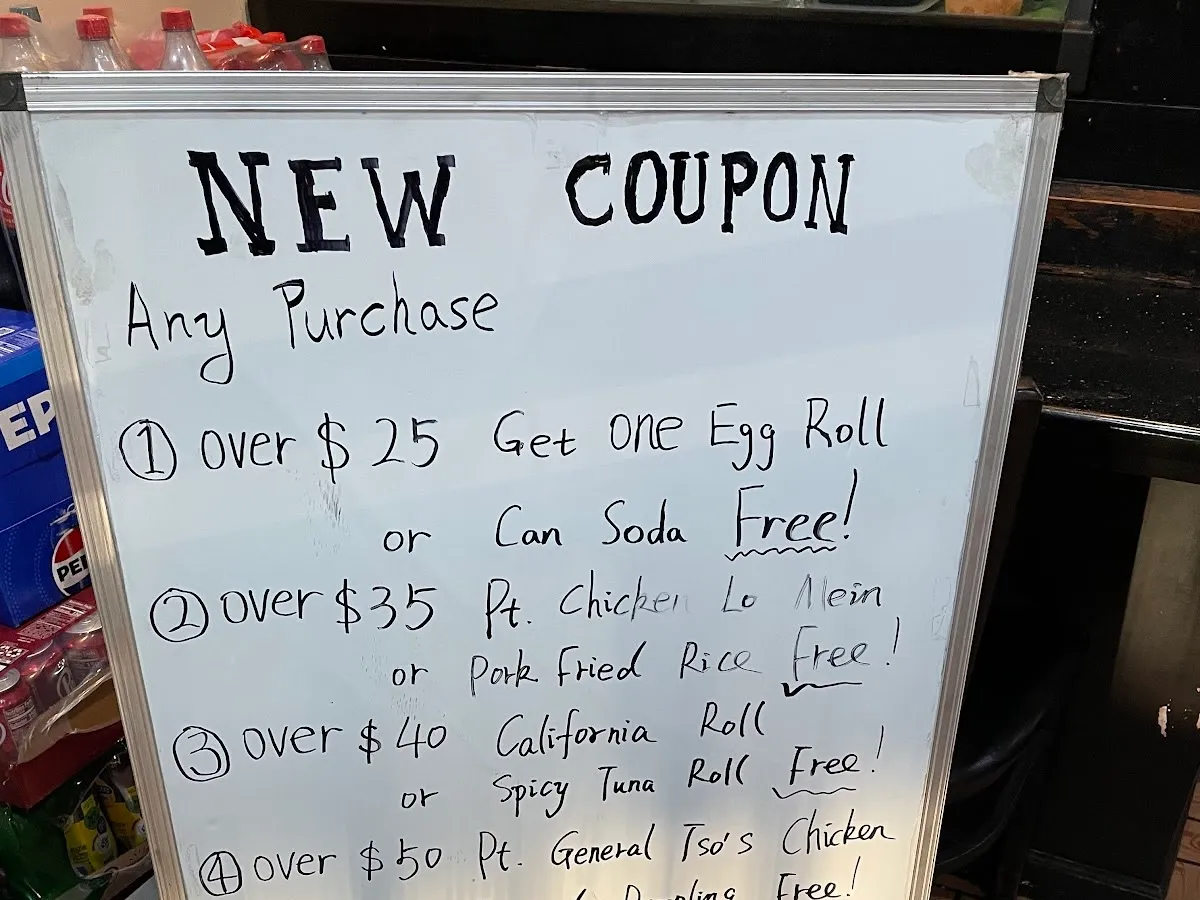 NEW COUPON
Any Purchase
① over $25 Get one Egg Roll
or Can Soda Free!
② over $35 Pt. Chicken Lo Mein
or Pork Fried Rice Free!
③ over $40 California Roll
or Spicy Tuna Roll Free!
④ over $50 Pt. General Tso's Chicken
Free!
EP
PEP